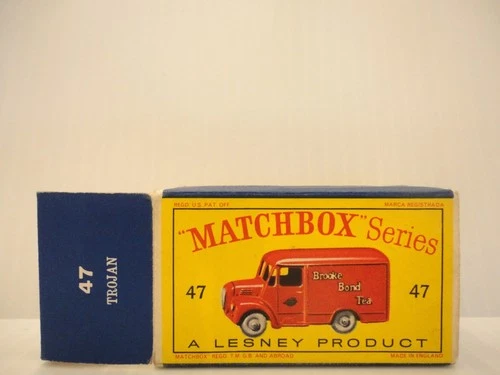 47
TROJAN
REGD U.S. PAT. OFF. MARCA REGISTRADA
"MATCHBOX" Series
Brooke
Bond
Tea
47 47
A LESNEY PRODUCT
"MATCHBOX" REGD. T.M. G.B. AND ABROAD MADE IN ENGLAND